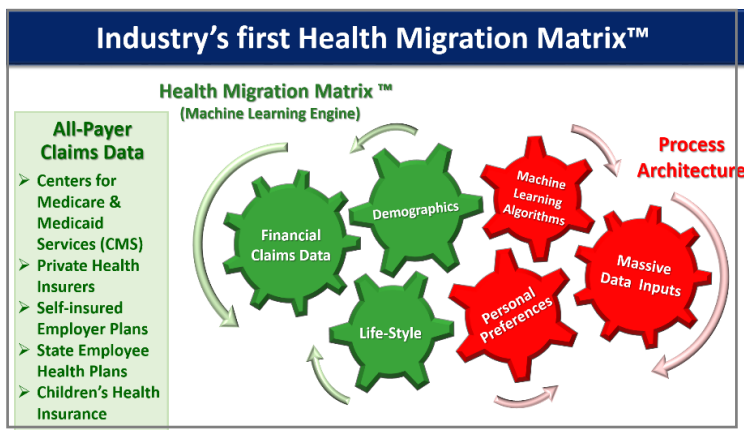 Industry’s first Health Migration Matrix™
Health Migration Matrix ™
(Machine Learning Engine)
All-Payer
Claims Data
➢ Centers for
Medicare &
Medicaid
Services (CMS)
➢ Private Health
Insurers
➢ Self-insured
Employer Plans
➢ State Employee
Health Plans
➢ Children’s Health
Insurance
Financial
Claims Data
Demographics
Life-Style
Machine
Learning
Algorithms
Personal
Preferences
Massive
Data Inputs
Process
Architecture